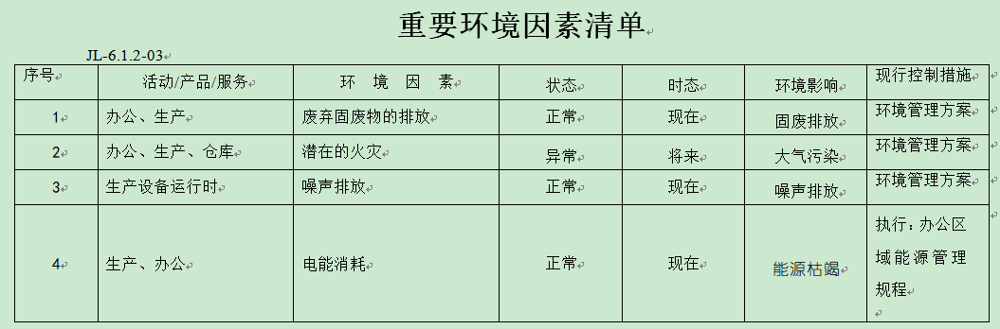 重要环境因素清单
JL-6.1.2-03
序号 活动/产品/服务 环 境 因 素 状态 时态 环境影响 现行控制措施
1 办公、生产 废弃固废物的排放 正常 现在 固废排放 环境管理方案
2 办公、生产、仓库 潜在的火灾 异常 将来 大气污染 环境管理方案
3 生产设备运行时 噪声排放 正常 现在 噪声排放 环境管理方案
4 生产、办公 电能消耗 正常 现在 能源枯竭 执行：办公区
域能源管理
规程